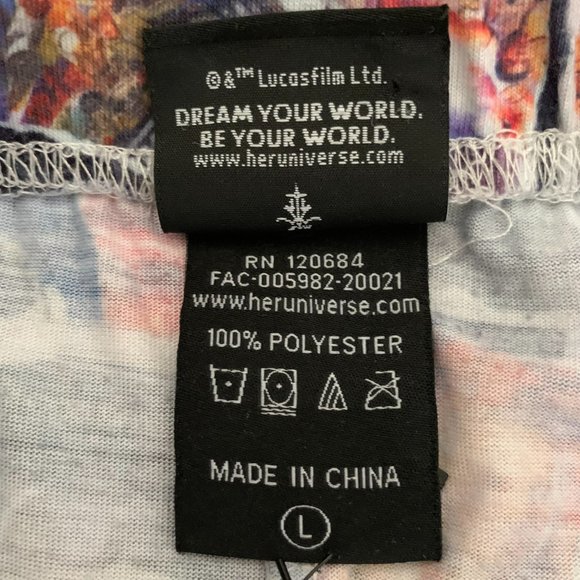 ©&™ Lucasfilm Ltd.
DREAM YOUR WORLD.
BE YOUR WORLD.
www.heruniverse.com
RN 120684
FAC-005982-20021
www.heruniverse.com
100% POLYESTER
MADE IN CHINA
L